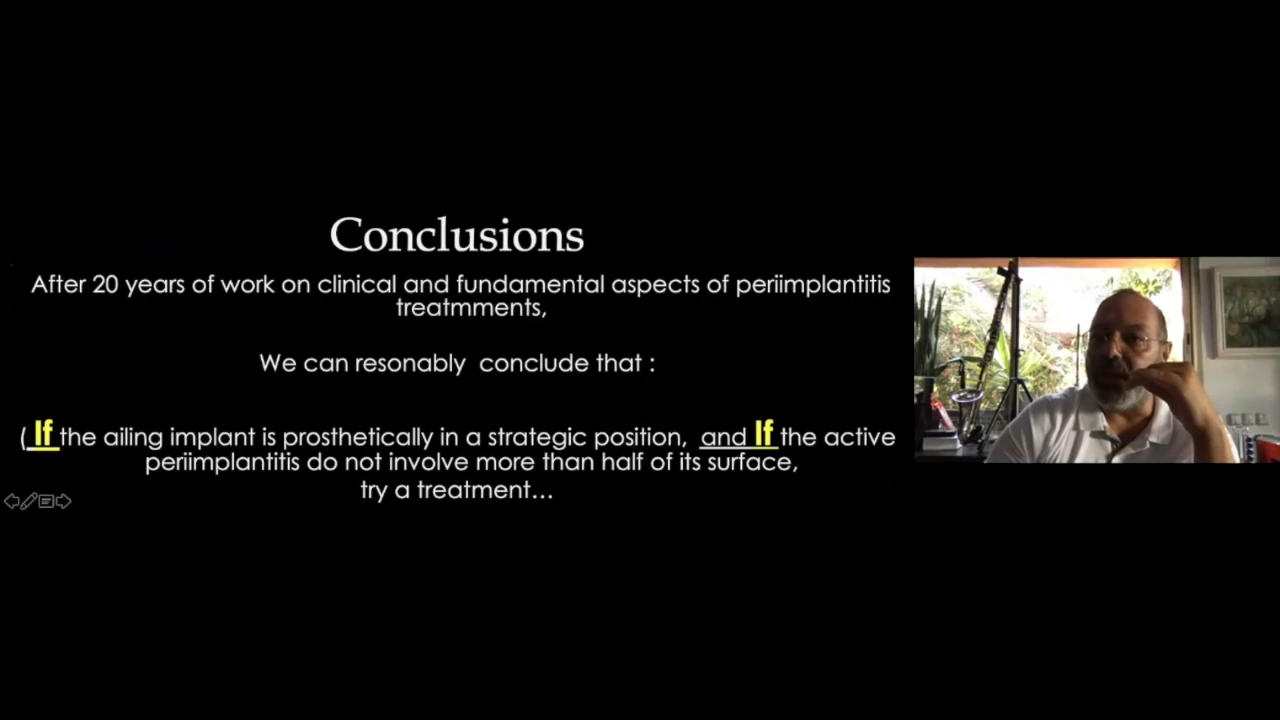 Conclusions
After 20 years of work on clinical and fundamental aspects of periimplantitis
treatmments,
We can resonably conclude that :
( If the ailing implant is prosthetically in a strategic position, and If the active
periimplantitis do not involve more than half of its surface,
try a treatment...